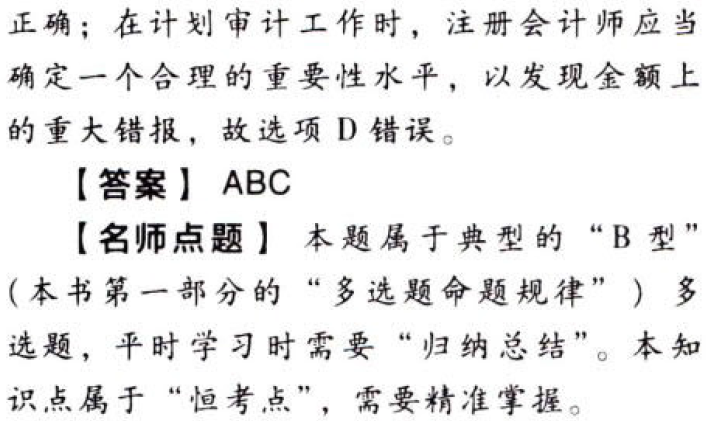 正确；在计划审计工作时，注册会计师应当
确定一个合理的重要性水平，以发现金额上
的重大错报，故选项 D 错误。
【答案】 ABC
【名师点题】 本题属于典型的“B 型”
(本书第一部分的“多选题命题规律”) 多
选题，平时学习时需要“归纳总结”。本知
识点属于“恒考点”，需要精准掌握。